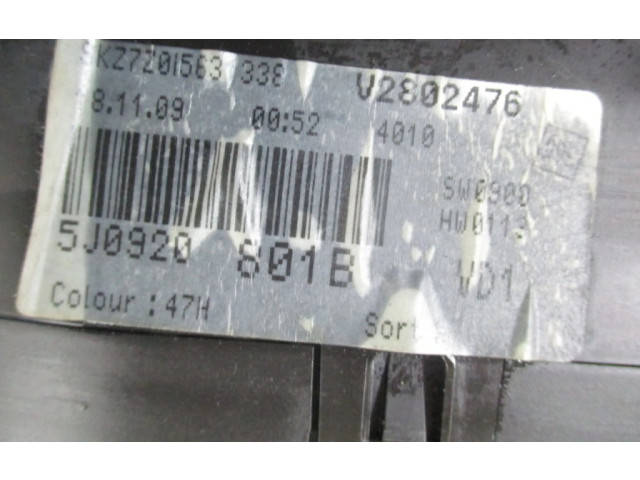 KZ7Z01563 338 V2802476
8.11.09 00:52 4010
SW0900
HW0113
5J0920 801B VD1
Colour : 47H Sort